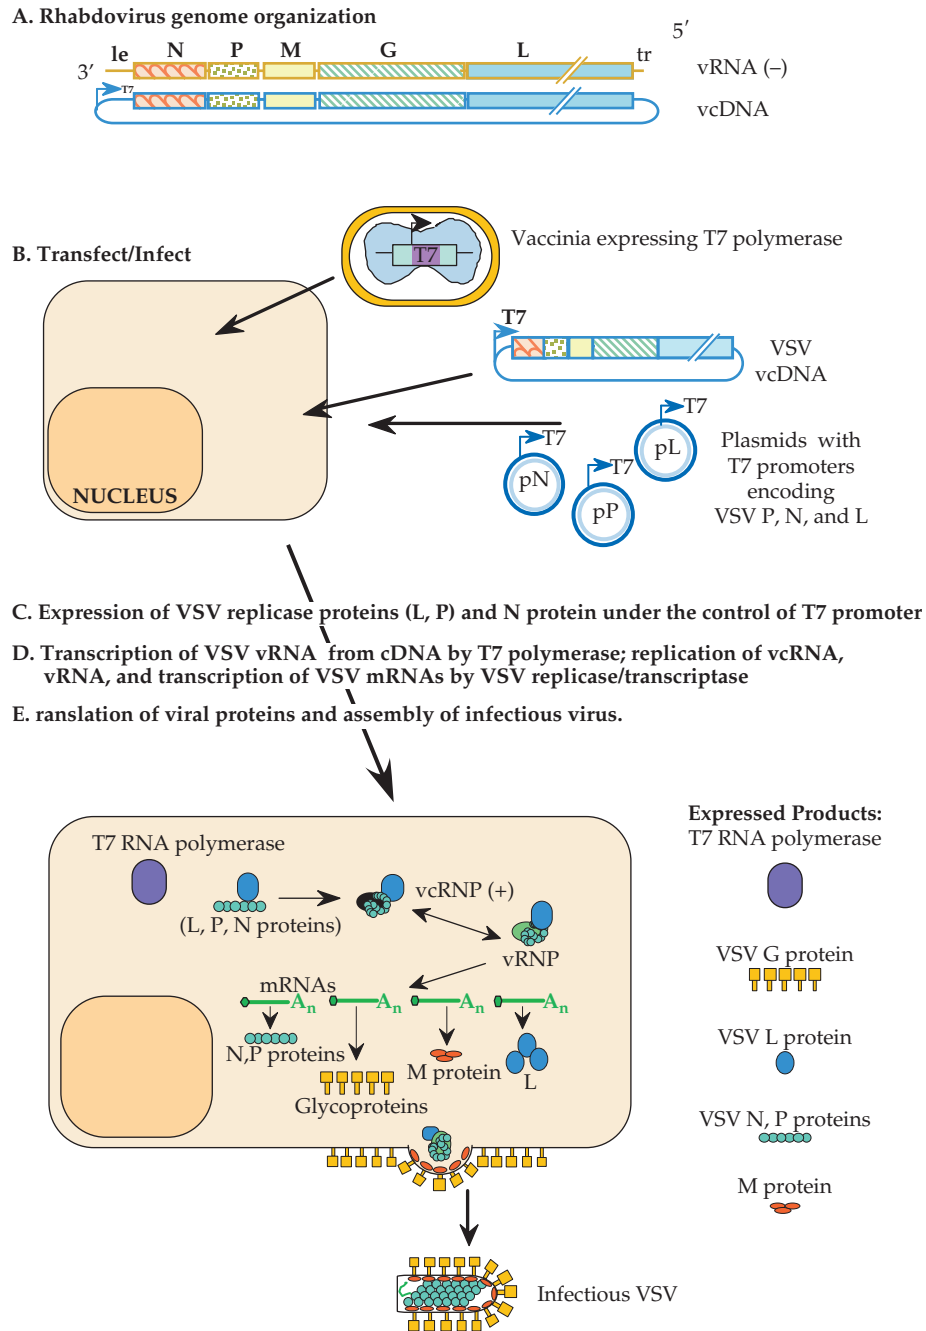 A. Rhabdovirus genome organization
5′
le N P M G L tr
3′
vRNA (–)
T7
vcDNA
B. Transfect/Infect
T7
Vaccinia expressing T7 polymerase
T7
VSV
vcDNA
NUCLEUS
T7
pN
T7
pP
T7
pL
Plasmids with
T7 promoters
encoding
VSV P, N, and L
C. Expression of VSV replicase proteins (L, P) and N protein under the control of T7 promoter
D. Transcription of VSV vRNA from cDNA by T7 polymerase; replication of vcRNA,
vRNA, and transcription of VSV mRNAs by VSV replicase/transcriptase
E. ranslation of viral proteins and assembly of infectious virus.
T7 RNA polymerase
(L, P, N proteins)
vcRNP (+)
vRNP
mRNAs
An An An An
N,P proteins
Glycoproteins
M protein
L
Expressed Products:
T7 RNA polymerase
VSV G protein
VSV L protein
VSV N, P proteins
M protein
Infectious VSV